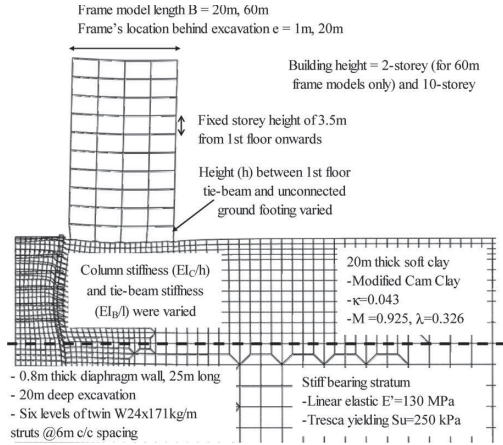 Frame model length B = 20m, 60m
Frame's location behind excavation e = 1m, 20m
Building height = 2-storey (for 60m
frame models only) and 10-storey
Fixed storey height of 3.5m
from 1st floor onwards
Height (h) between 1st floor
tie-beam and unconnected
ground footing varied
Column stiffness (EIC/h)
and tie-beam stiffness
(EIB/l) were varied
20m thick soft clay
-Modified Cam Clay
-κ=0.043
-M =0.925, λ=0.326
- 0.8m thick diaphragm wall, 25m long
- 20m deep excavation
- Six levels of twin W24x171kg/m
struts @6m c/c spacing
Stiff bearing stratum
-Linear elastic E'=130 MPa
-Tresca yielding Su=250 kPa